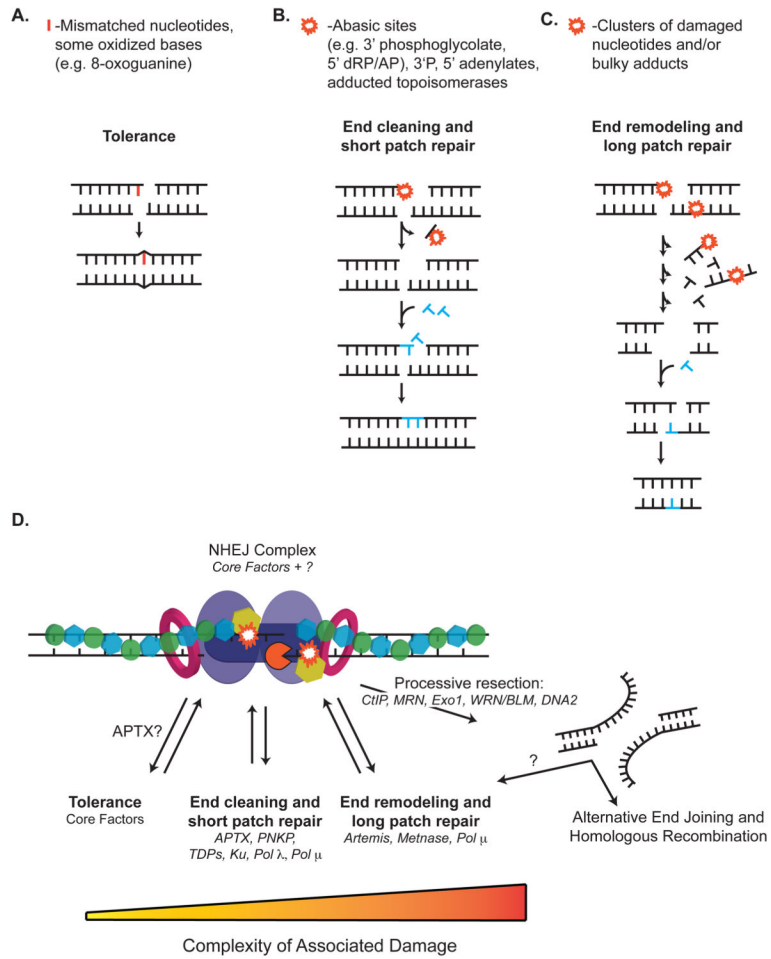 A.
-Mismatched nucleotides,
some oxidized bases
(e.g. 8-oxoguanine)
Tolerance
B.
-Abasic sites
(e.g. 3’ phosphoglycolate,
5’ dRP/AP), 3‘P, 5’ adenylates,
adducted topoisomerases
End cleaning and
short patch repair
C.
-Clusters of damaged
nucleotides and/or
bulky adducts
End remodeling and
long patch repair
D.
NHEJ Complex
Core Factors + ?
Processive resection:
CtIP, MRN, Exo1, WRN/BLM, DNA2
APTX?
?
Tolerance
Core Factors
End cleaning and
short patch repair
APTX, PNKP,
TDPs, Ku, Pol λ, Pol μ
End remodeling and
long patch repair
Artemis, Metnase, Pol μ
Alternative End Joining and
Homologous Recombination
Complexity of Associated Damage